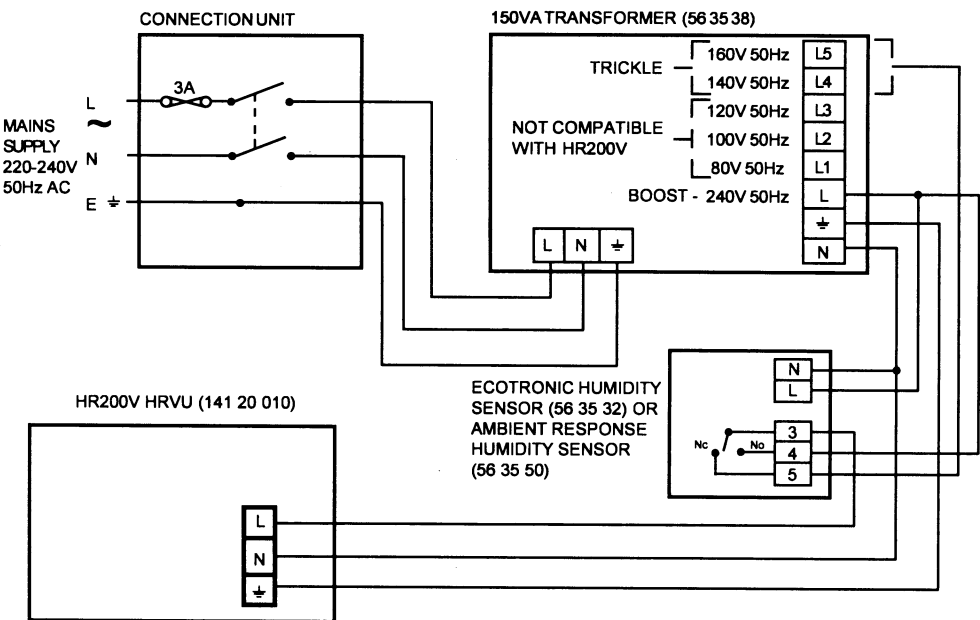 CONNECTION UNIT
3A
L
~
MAINS
SUPPLY
220-240V
50Hz AC
N
E
150VA TRANSFORMER (56 35 38)
TRICKLE
160V 50Hz L5
140V 50Hz L4
NOT COMPATIBLE
WITH HR200V
120V 50Hz L3
100V 50Hz L2
80V 50Hz L1
BOOST - 240V 50Hz L
N
L N
ECOTRONIC HUMIDITY
SENSOR (56 35 32) OR
AMBIENT RESPONSE
HUMIDITY SENSOR
(56 35 50)
N
L
Nc No
3
4
5
HR200V HRVU (141 20 010)
L
N